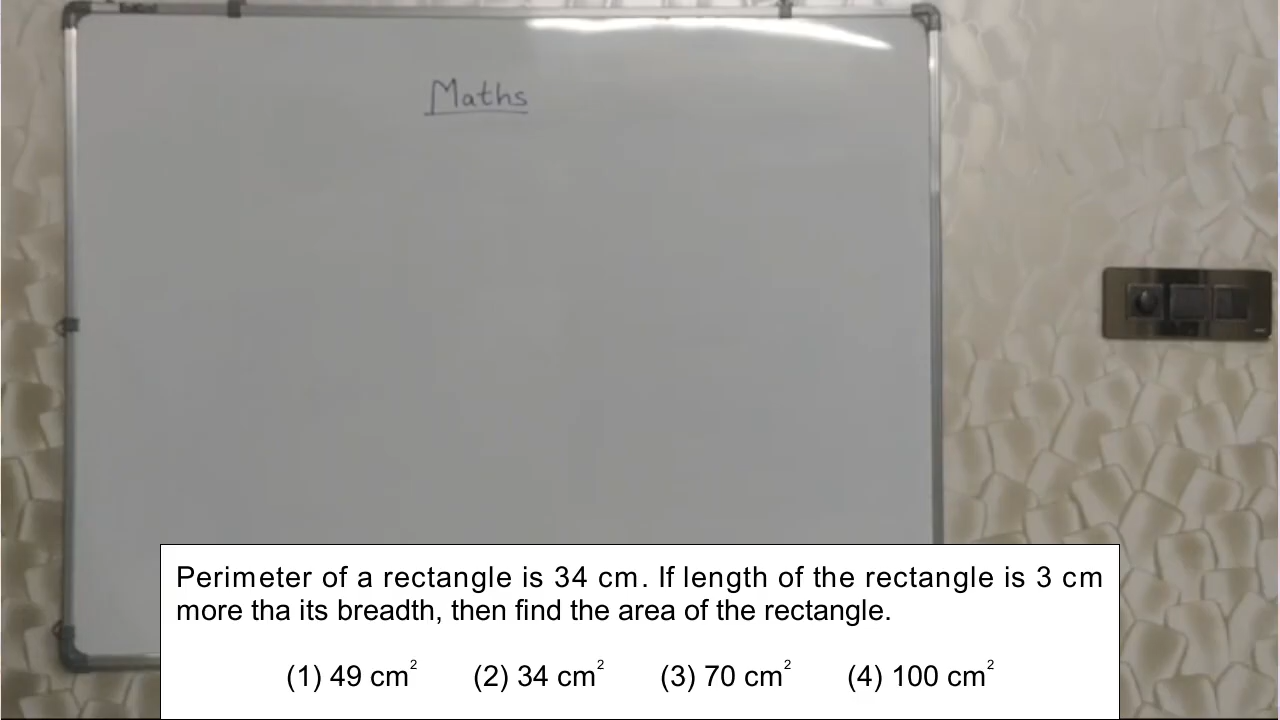 Maths
Perimeter of a rectangle is 34 cm. If length of the rectangle is 3 cm
more tha its breadth, then find the area of the rectangle.
(1) 49 cm² (2) 34 cm² (3) 70 cm² (4) 100 cm²